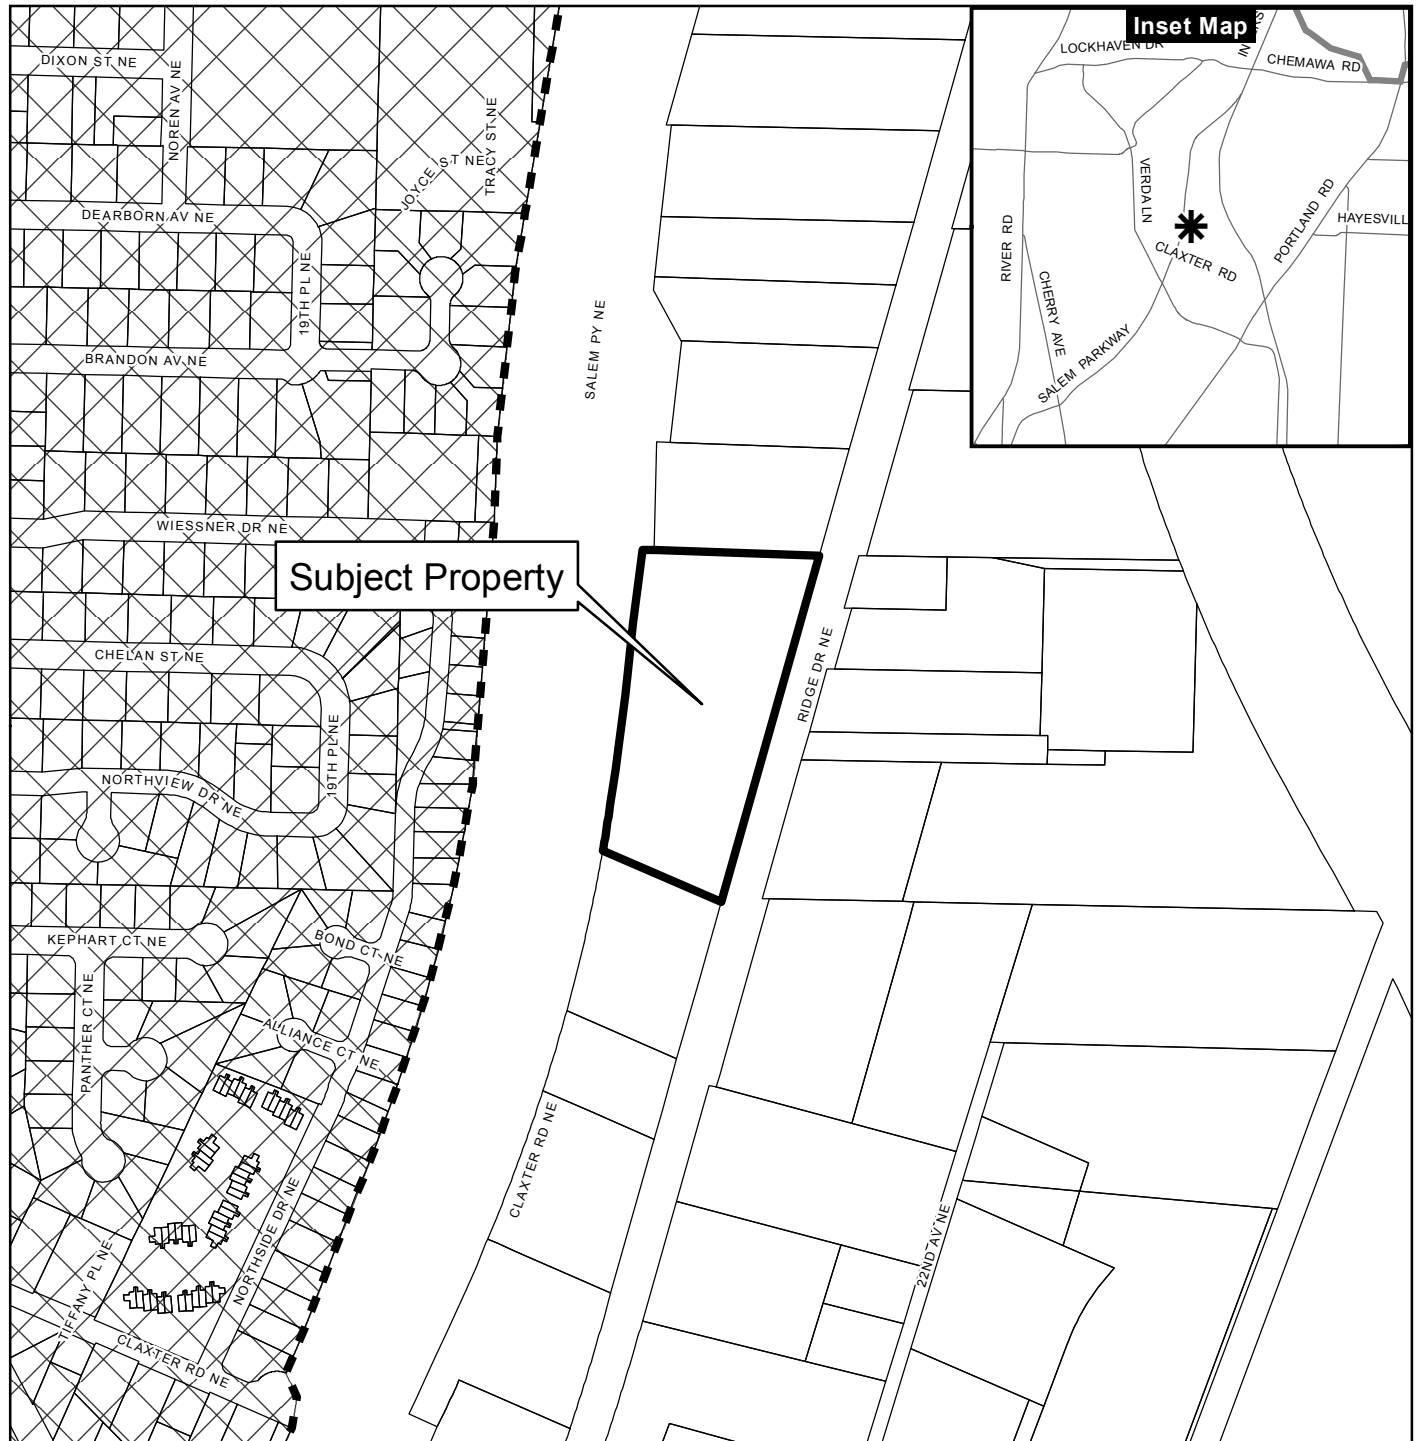 Inset Map
LOCKHAVEN DR
CHEMAWA RD
VERDA LN
RIVER RD
PORTLAND RD
HAYESVILL
CLAXTER RD
CHERRY AVE
SALEM PARKWAY
DIXON ST NE
NOREN AV NE
TRACY ST NE
JOYCE ST NE
DEARBORN AV NE
19TH PL NE
SALEM PY NE
BRANDON AV NE
WIESSNER DR NE
Subject Property
CHELAN ST NE
RIDGE DR NE
19TH PL NE
NORTHVIEW DR NE
KEPHART CT NE
BOND CT NE
PANTHER CT NE
ALLIANCE CT NE
CLAXTER RD NE
NORTHSIDE DR NE
22ND AV NE
TIFFANY PL NE
CLAXTER RD NE